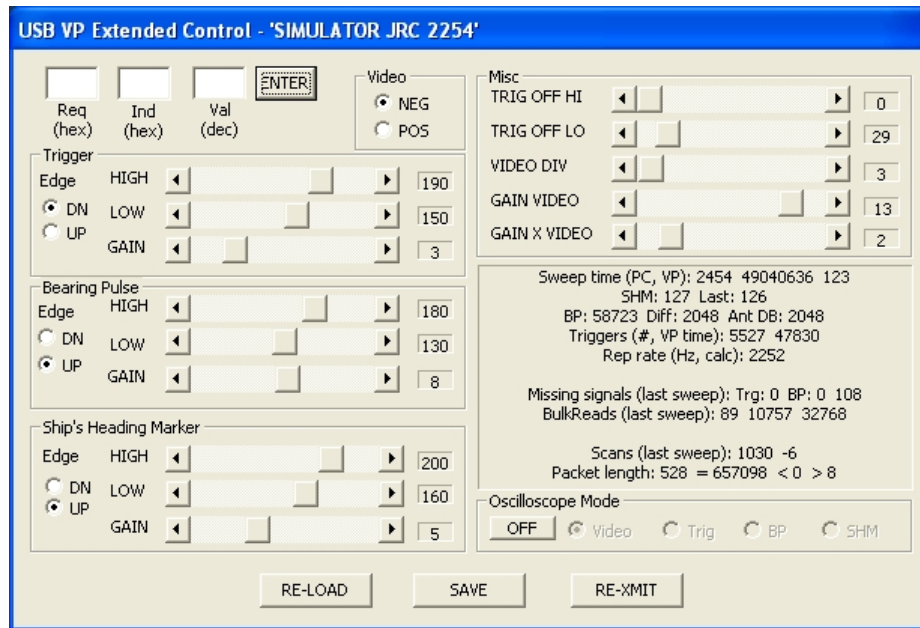 USB VP Extended Control - 'SIMULATOR JRC 2254'
Req (hex)
Ind (hex)
Val (dec)
ENTER
Video
NEG
POS
Trigger
Edge
DN
UP
HIGH 190
LOW 150
GAIN 3
Bearing Pulse
Edge
DN
UP
HIGH 180
LOW 130
GAIN 8
Ship's Heading Marker
Edge
DN
UP
HIGH 200
LOW 160
GAIN 5
Misc
TRIG OFF HI 0
TRIG OFF LO 29
VIDEO DIV 3
GAIN VIDEO 13
GAIN X VIDEO 2
Sweep time (PC, VP): 2454 49040636 123
SHM: 127 Last: 126
BP: 58723 Diff: 2048 Ant DB: 2048
Triggers (#, VP time): 5527 47830
Rep rate (Hz, calc): 2252
Missing signals (last sweep): Trg: 0 BP: 0 108
BulkReads (last sweep): 89 10757 32768
Scans (last sweep): 1030 -6
Packet length: 528 = 657098 < 0 > 8
Oscilloscope Mode
OFF Video Trig BP SHM
RE-LOAD SAVE RE-XMIT